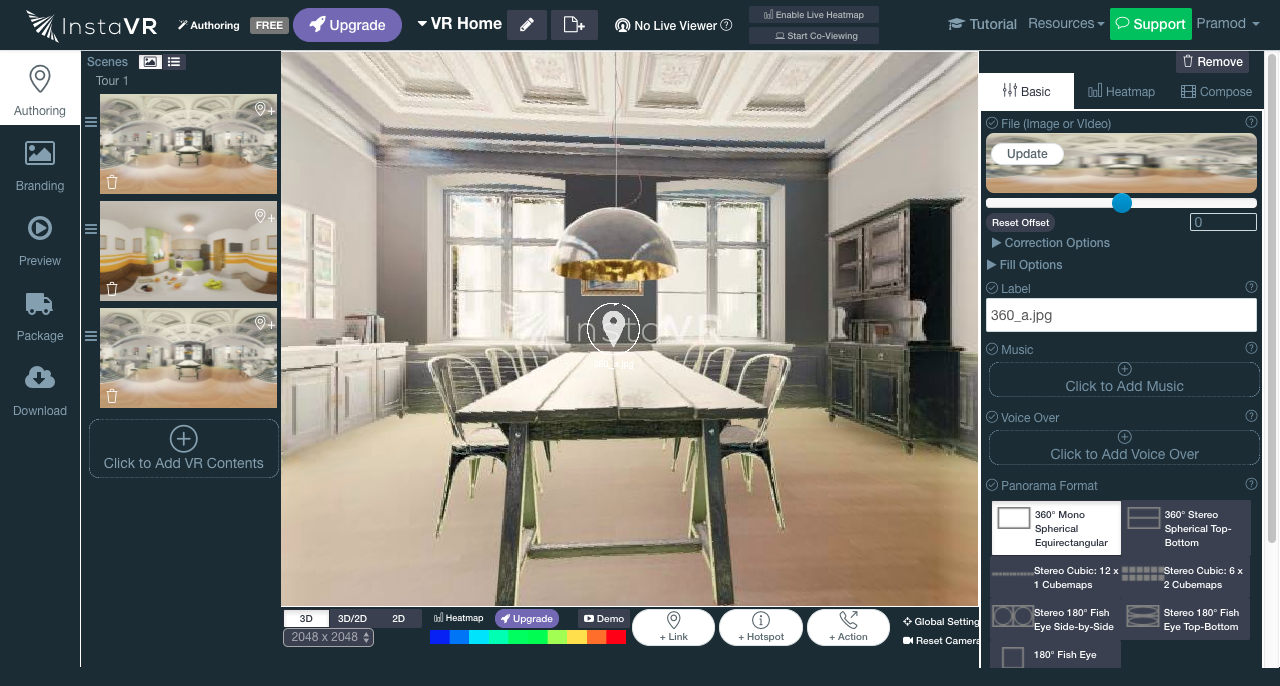 InstaVR
Authoring
FREE
Upgrade
VR Home
No Live Viewer
Enable Live Heatmap
Start Co-Viewing
Tutorial
Resources
Support
Pramod
Authoring
Branding
Preview
Package
Download
Scenes
Tour 1
Click to Add VR Contents
InstaVR
360_a.jpg
3D
3D/2D
2D
2048 x 2048
Heatmap
Upgrade
Demo
+ Link
+ Hotspot
+ Action
Global Setting
Reset Camera
Remove
Basic
Heatmap
Compose
File (Image or VIdeo)
Update
Reset Offset
0
Correction Options
Fill Options
Label
360_a.jpg
Music
Click to Add Music
Voice Over
Click to Add Voice Over
Panorama Format
360° Mono
Spherical
Equirectangular
360° Stereo
Spherical Top-
Bottom
Stereo Cubic: 12 x
1 Cubemaps
Stereo Cubic: 6 x
2 Cubemaps
Stereo 180° Fish
Eye Side-by-Side
Stereo 180° Fish
Eye Top-Bottom
180° Fish Eye